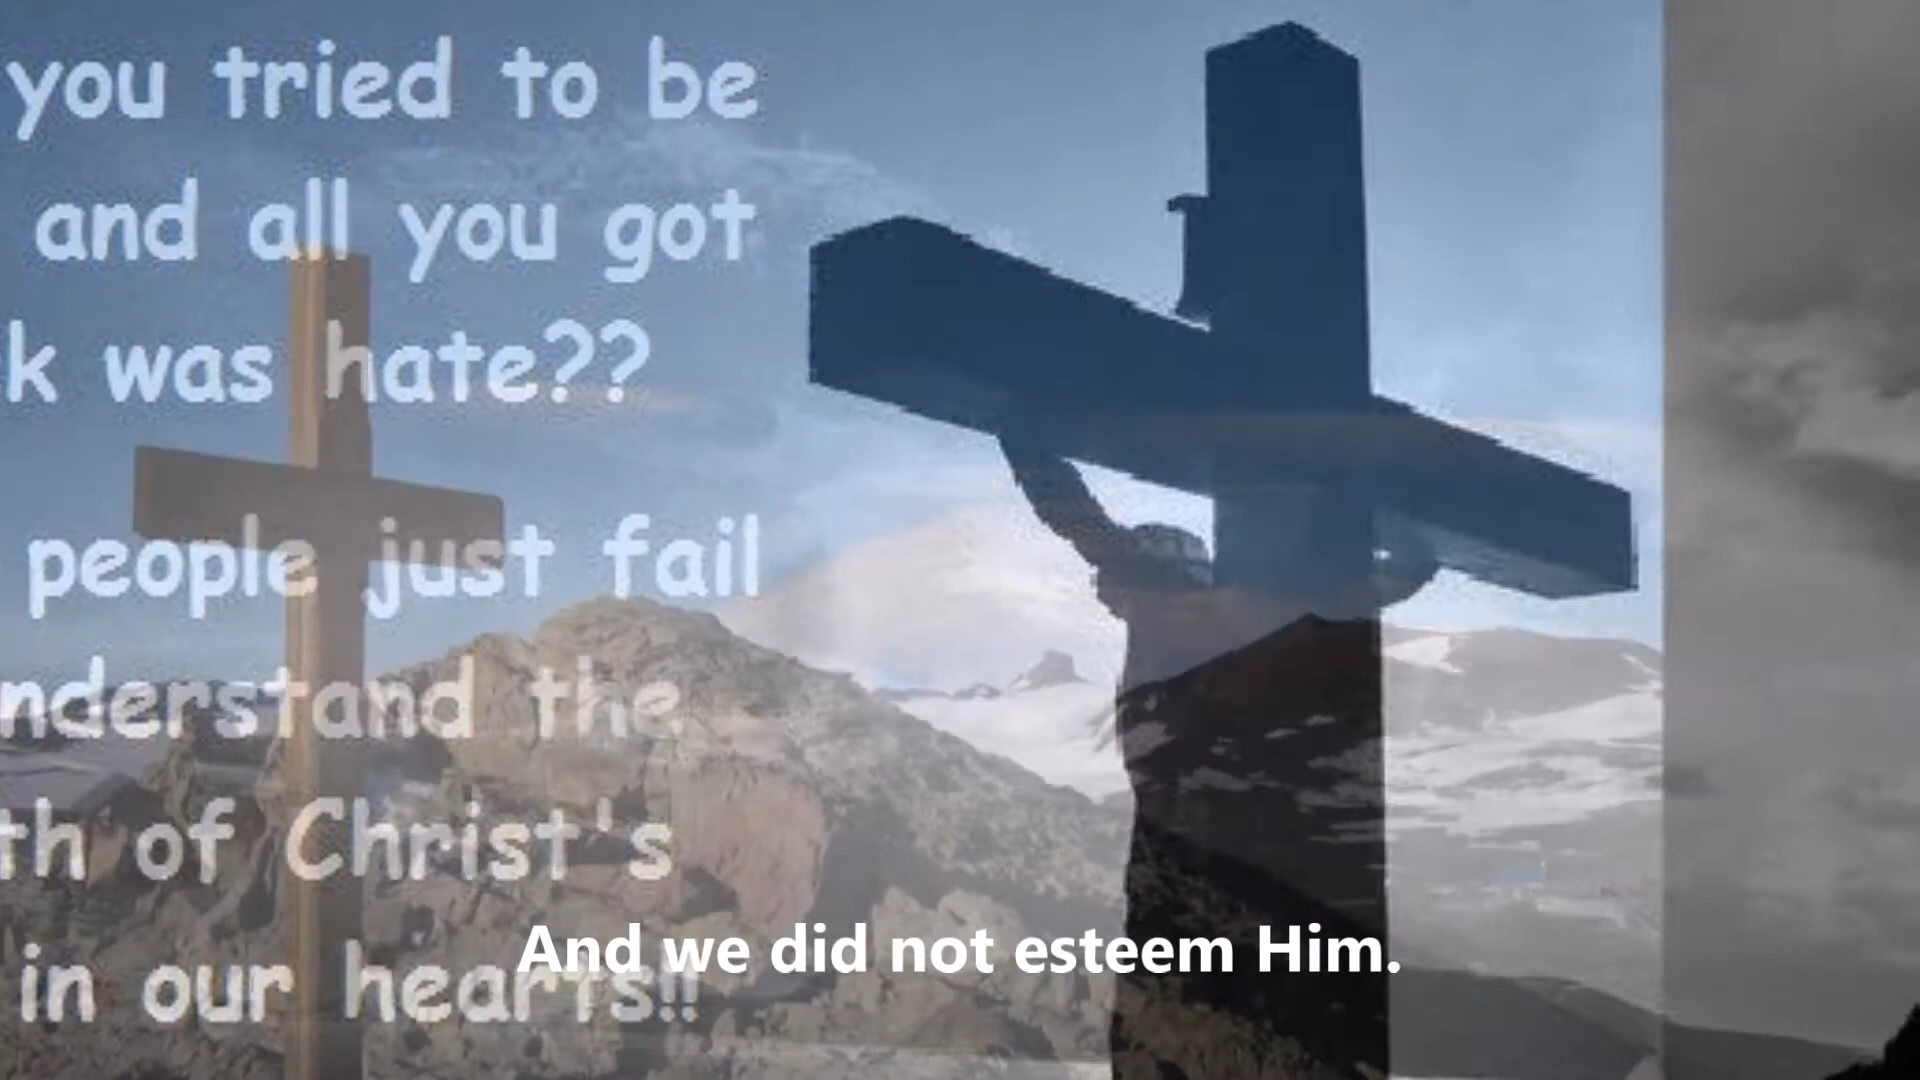 you tried to be
and all you got
k was hate??
people just fail
nderstand the
th of Christ's
in our hearts!!
And we did not esteem Him.